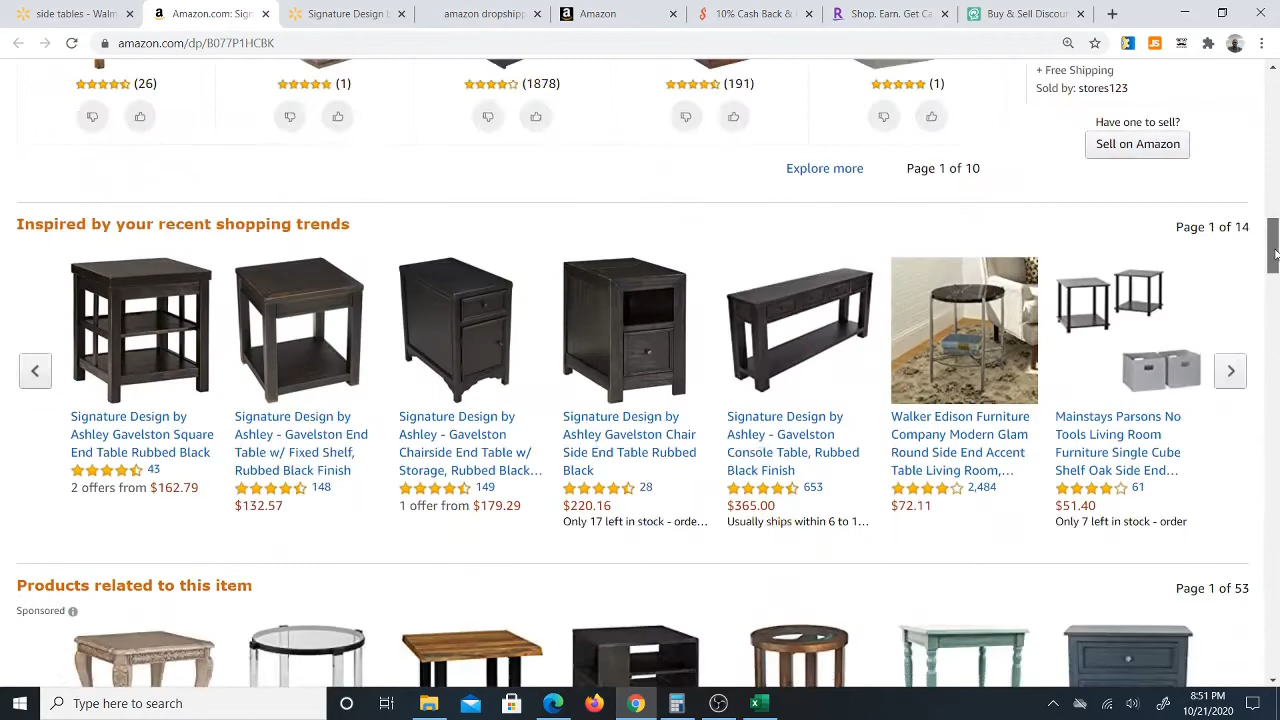 side tables - Walm
amazon.com: Sign
Signature Design b
amazon dropshipp
Amazon
10% Cash Back &
Shop. Earn. Get Ca
Buy & Sell Discoun
amazon.com/dp/B077P1HCBK
(26)
(1)
(1878)
(191)
(1)
+ Free Shipping
Sold by: stores123
Have one to sell?
Sell on Amazon
Explore more
Page 1 of 10
Inspired by your recent shopping trends
Page 1 of 14
Signature Design by
Ashley Gavelston Square
End Table Rubbed Black
43
2 offers from $162.79
Signature Design by
Ashley - Gavelston End
Table w/ Fixed Shelf,
Rubbed Black Finish
148
$132.57
Signature Design by
Ashley - Gavelston
Chairside End Table w/
Storage, Rubbed Black...
149
1 offer from $179.29
Signature Design by
Ashley Gavelston Chair
Side End Table Rubbed
Black
28
$220.16
Only 17 left in stock - orde...
Signature Design by
Ashley - Gavelston
Console Table, Rubbed
Black Finish
653
$365.00
Usually ships within 6 to 1...
Walker Edison Furniture
Company Modern Glam
Round Side End Accent
Table Living Room,...
2,484
$72.11
Mainstays Parsons No
Tools Living Room
Furniture Single Cube
Shelf Oak Side End...
61
$51.40
Only 7 left in stock - order
Products related to this item
Page 1 of 53
Sponsored
Type here to search
8:51 PM
10/21/2020